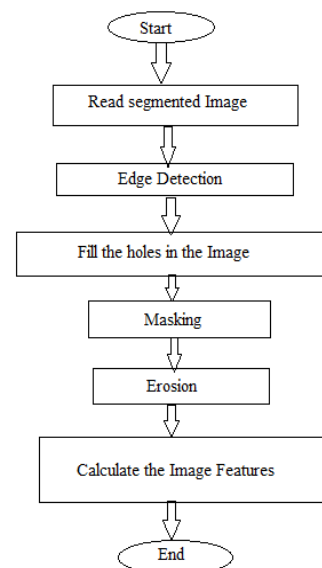 Start
Read segmented Image
Edge Detection
Fill the holes in the Image
Masking
Erosion
Calculate the Image Features
End